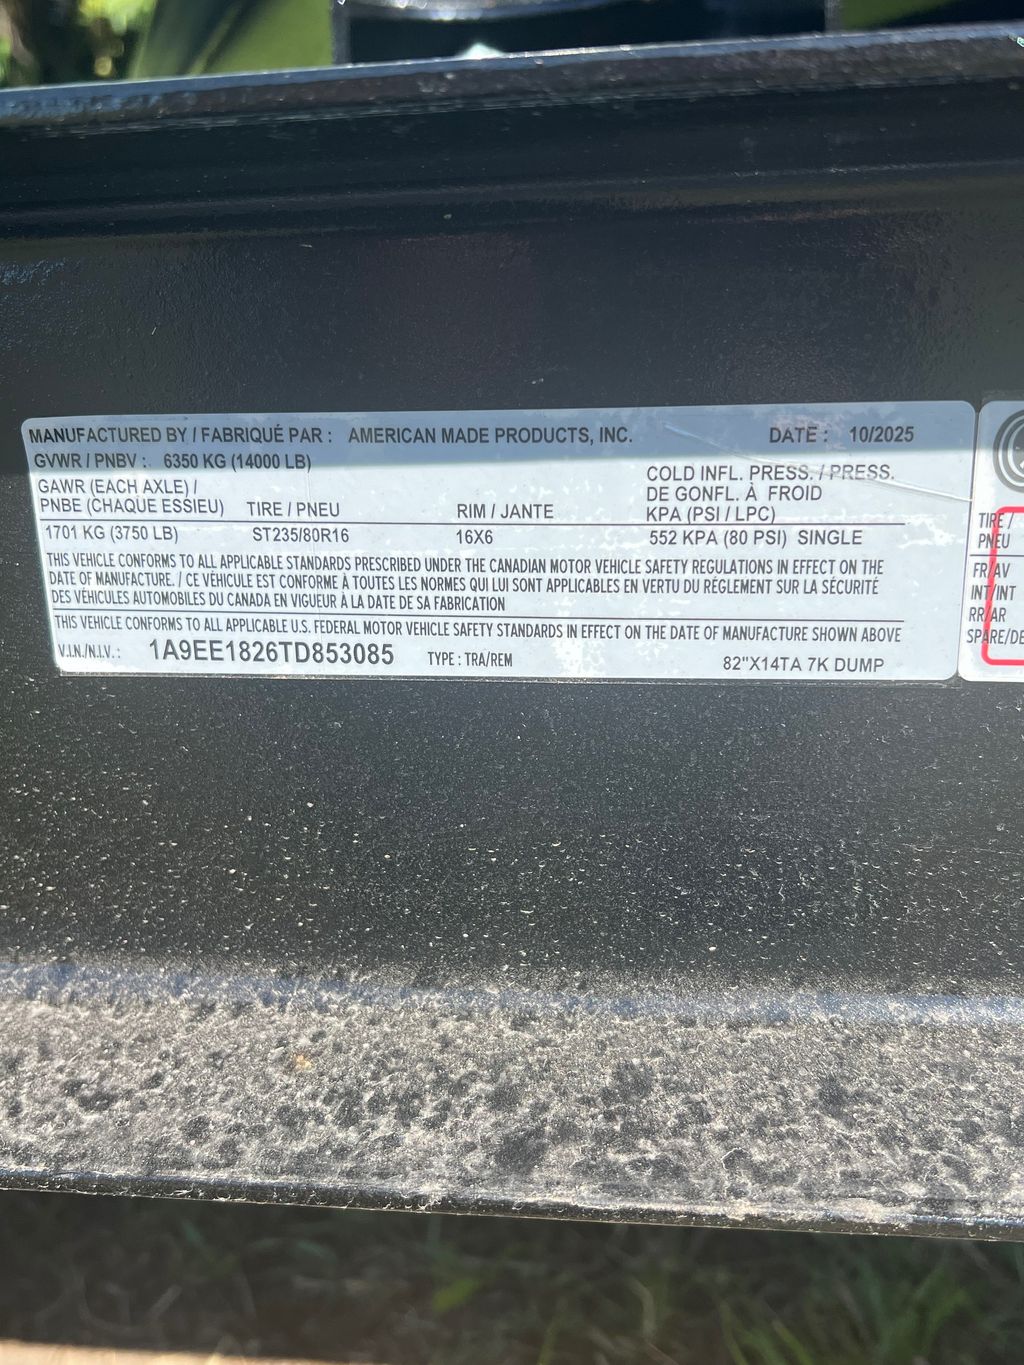 MANUFACTURED BY / FABRIQUÉ PAR : AMERICAN MADE PRODUCTS, INC. DATE : 10/2025
GVWR / PNBV : 6350 KG (14000 LB)
GAWR (EACH AXLE) /
PNBE (CHAQUE ESSIEU) TIRE / PNEU RIM / JANTE
COLD INFL. PRESS. / PRESS.
DE GONFL. À FROID
KPA (PSI / LPC)
1701 KG (3750 LB) ST235/80R16 16X6 552 KPA (80 PSI) SINGLE
THIS VEHICLE CONFORMS TO ALL APPLICABLE STANDARDS PRESCRIBED UNDER THE CANADIAN MOTOR VEHICLE SAFETY REGULATIONS IN EFFECT ON THE
DATE OF MANUFACTURE. / CE VÉHICULE EST CONFORME À TOUTES LES NORMES QUI LUI SONT APPLICABLES EN VERTU DU RÉGLEMENT SUR LA SÉCURITÉ
DES VÉHICULES AUTOMOBILES DU CANADA EN VIGUEUR À LA DATE DE SA FABRICATION
THIS VEHICLE CONFORMS TO ALL APPLICABLE U.S. FEDERAL MOTOR VEHICLE SAFETY STANDARDS IN EFFECT ON THE DATE OF MANUFACTURE SHOWN ABOVE
V.I.N./N.I.V.: 1A9EE1826TD853085 TYPE : TRA/REM 82"X14TA 7K DUMP
TIRE /
PNEU
FR/AV
INT/INT
RR/AR
SPARE/DE